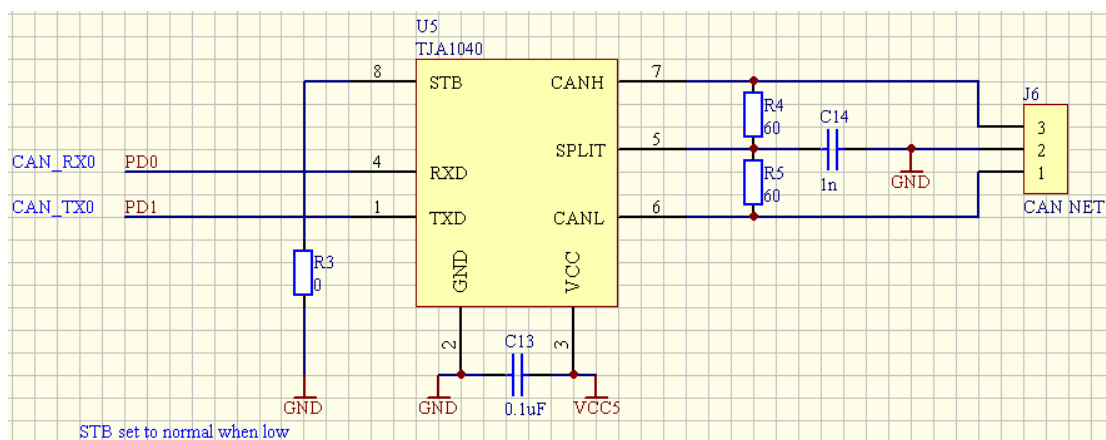 U5
TJA1040
8
STB
CANH
7
J6
R4
60
C14
3
CAN_RX0
PD0
4
RXD
SPLIT
5
2
1n
GND
R5
60
1
CAN_TX0
PD1
1
TXD
CANL
6
CAN NET
GND
VCC
R3
0
2
C13
3
GND
GND
0.1uF
VCC5
STB set to normal when low